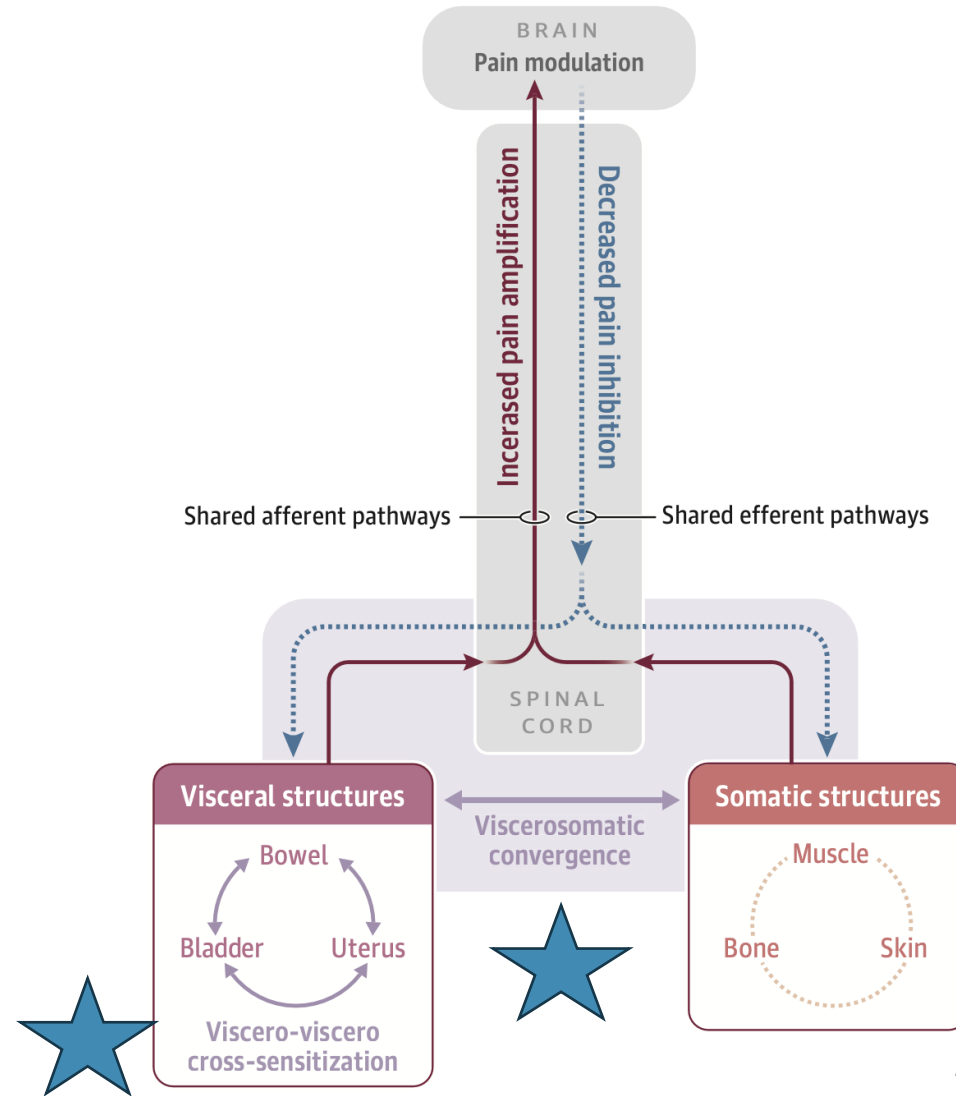 BRAIN
Pain modulation
Incerased pain amplification
Decreased pain inhibition
Shared afferent pathways
Shared efferent pathways
SPINAL
CORD
Visceral structures
Somatic structures
Viscerosomatic
convergence
Bowel
Bladder
Uterus
Viscero-viscero
cross-sensitization
Muscle
Bone
Skin